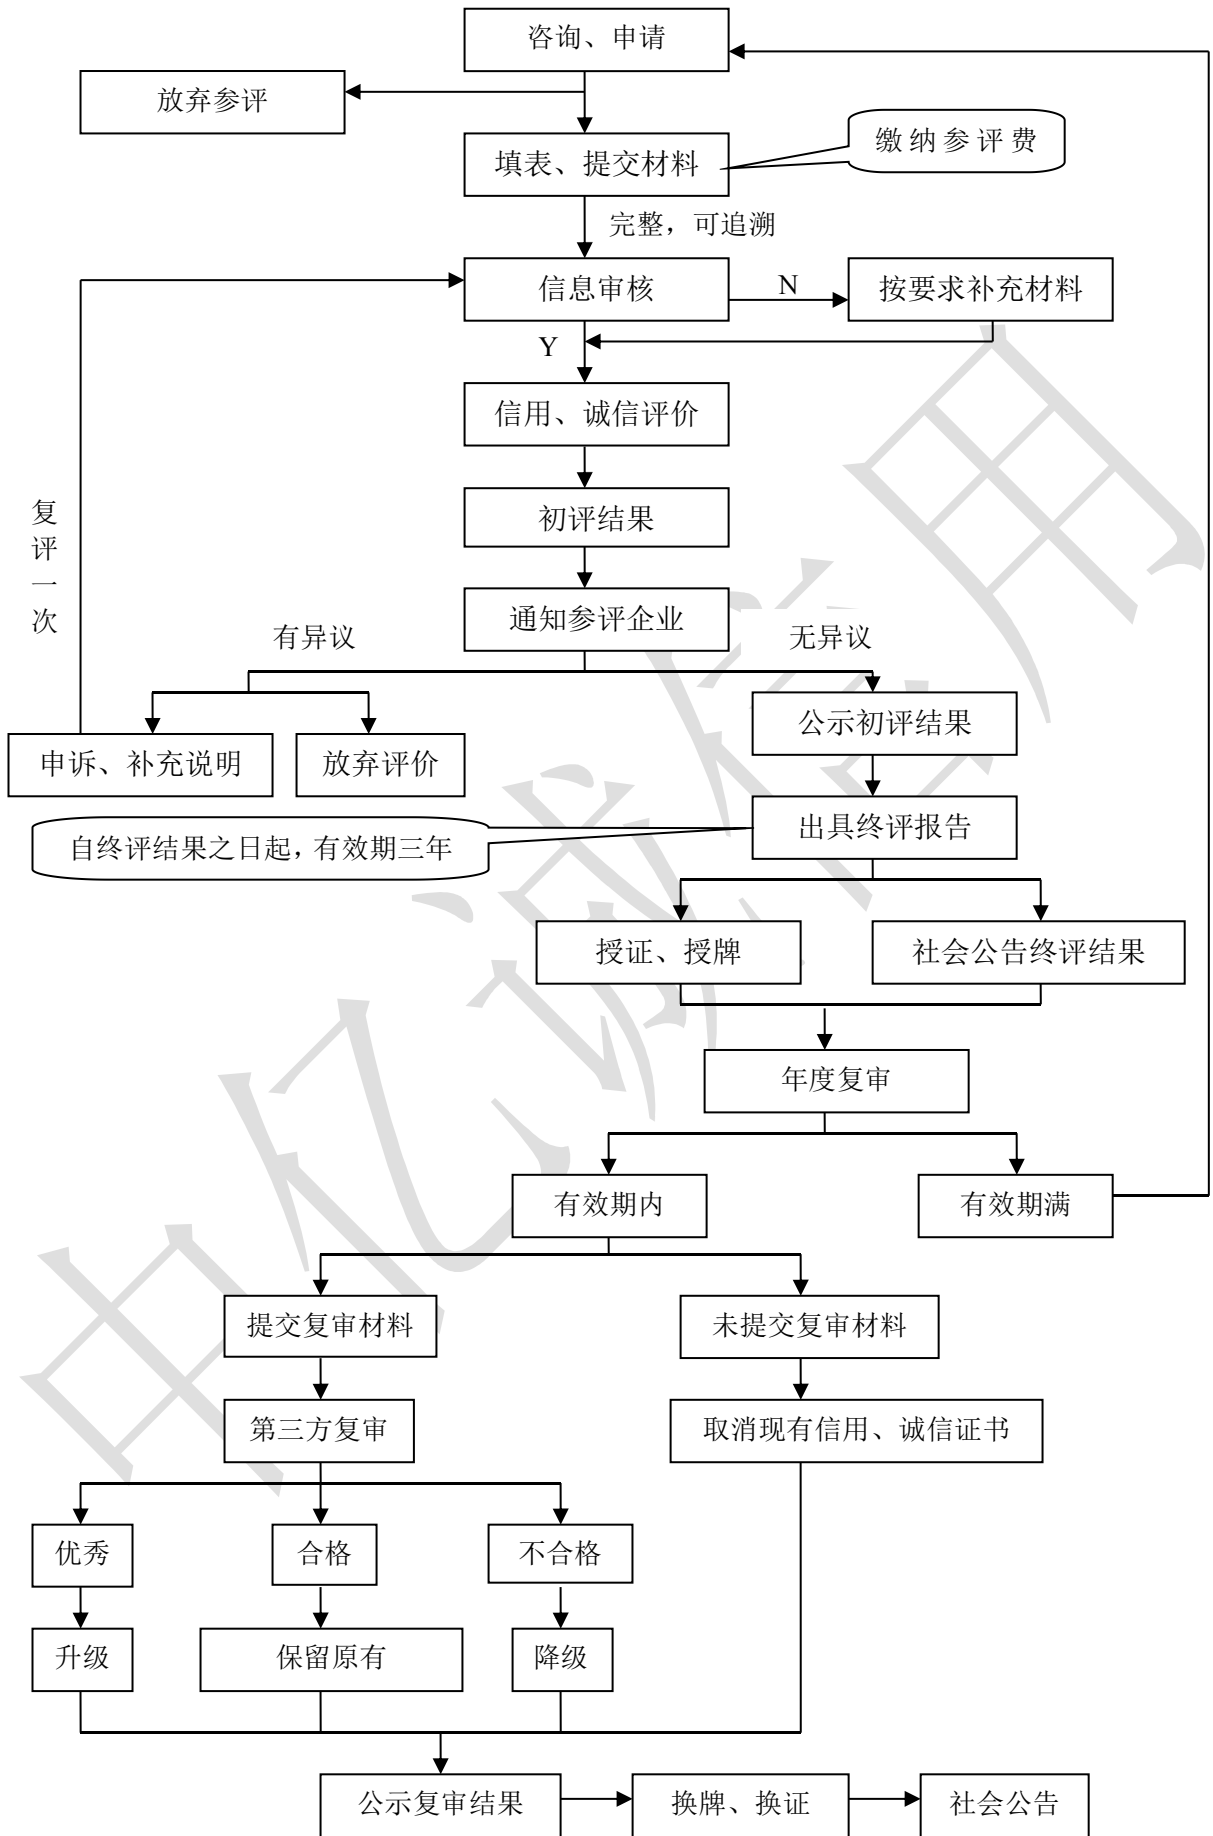 咨询、申请
放弃参评
缴纳参评费
填表、提交材料
完整，可追溯
信息审核
N
按要求补充材料
Y
信用、诚信评价
复评一次
初评结果
通知参评企业
有异议
无异议
公示初评结果
申诉、补充说明
放弃评价
出具终评报告
自终评结果之日起，有效期三年
授证、授牌
社会公告终评结果
年度复审
有效期内
有效期满
提交复审材料
未提交复审材料
第三方复审
取消现有信用、诚信证书
优秀
合格
不合格
升级
保留原有
降级
公示复审结果
换牌、换证
社会公告
中亿诚信用